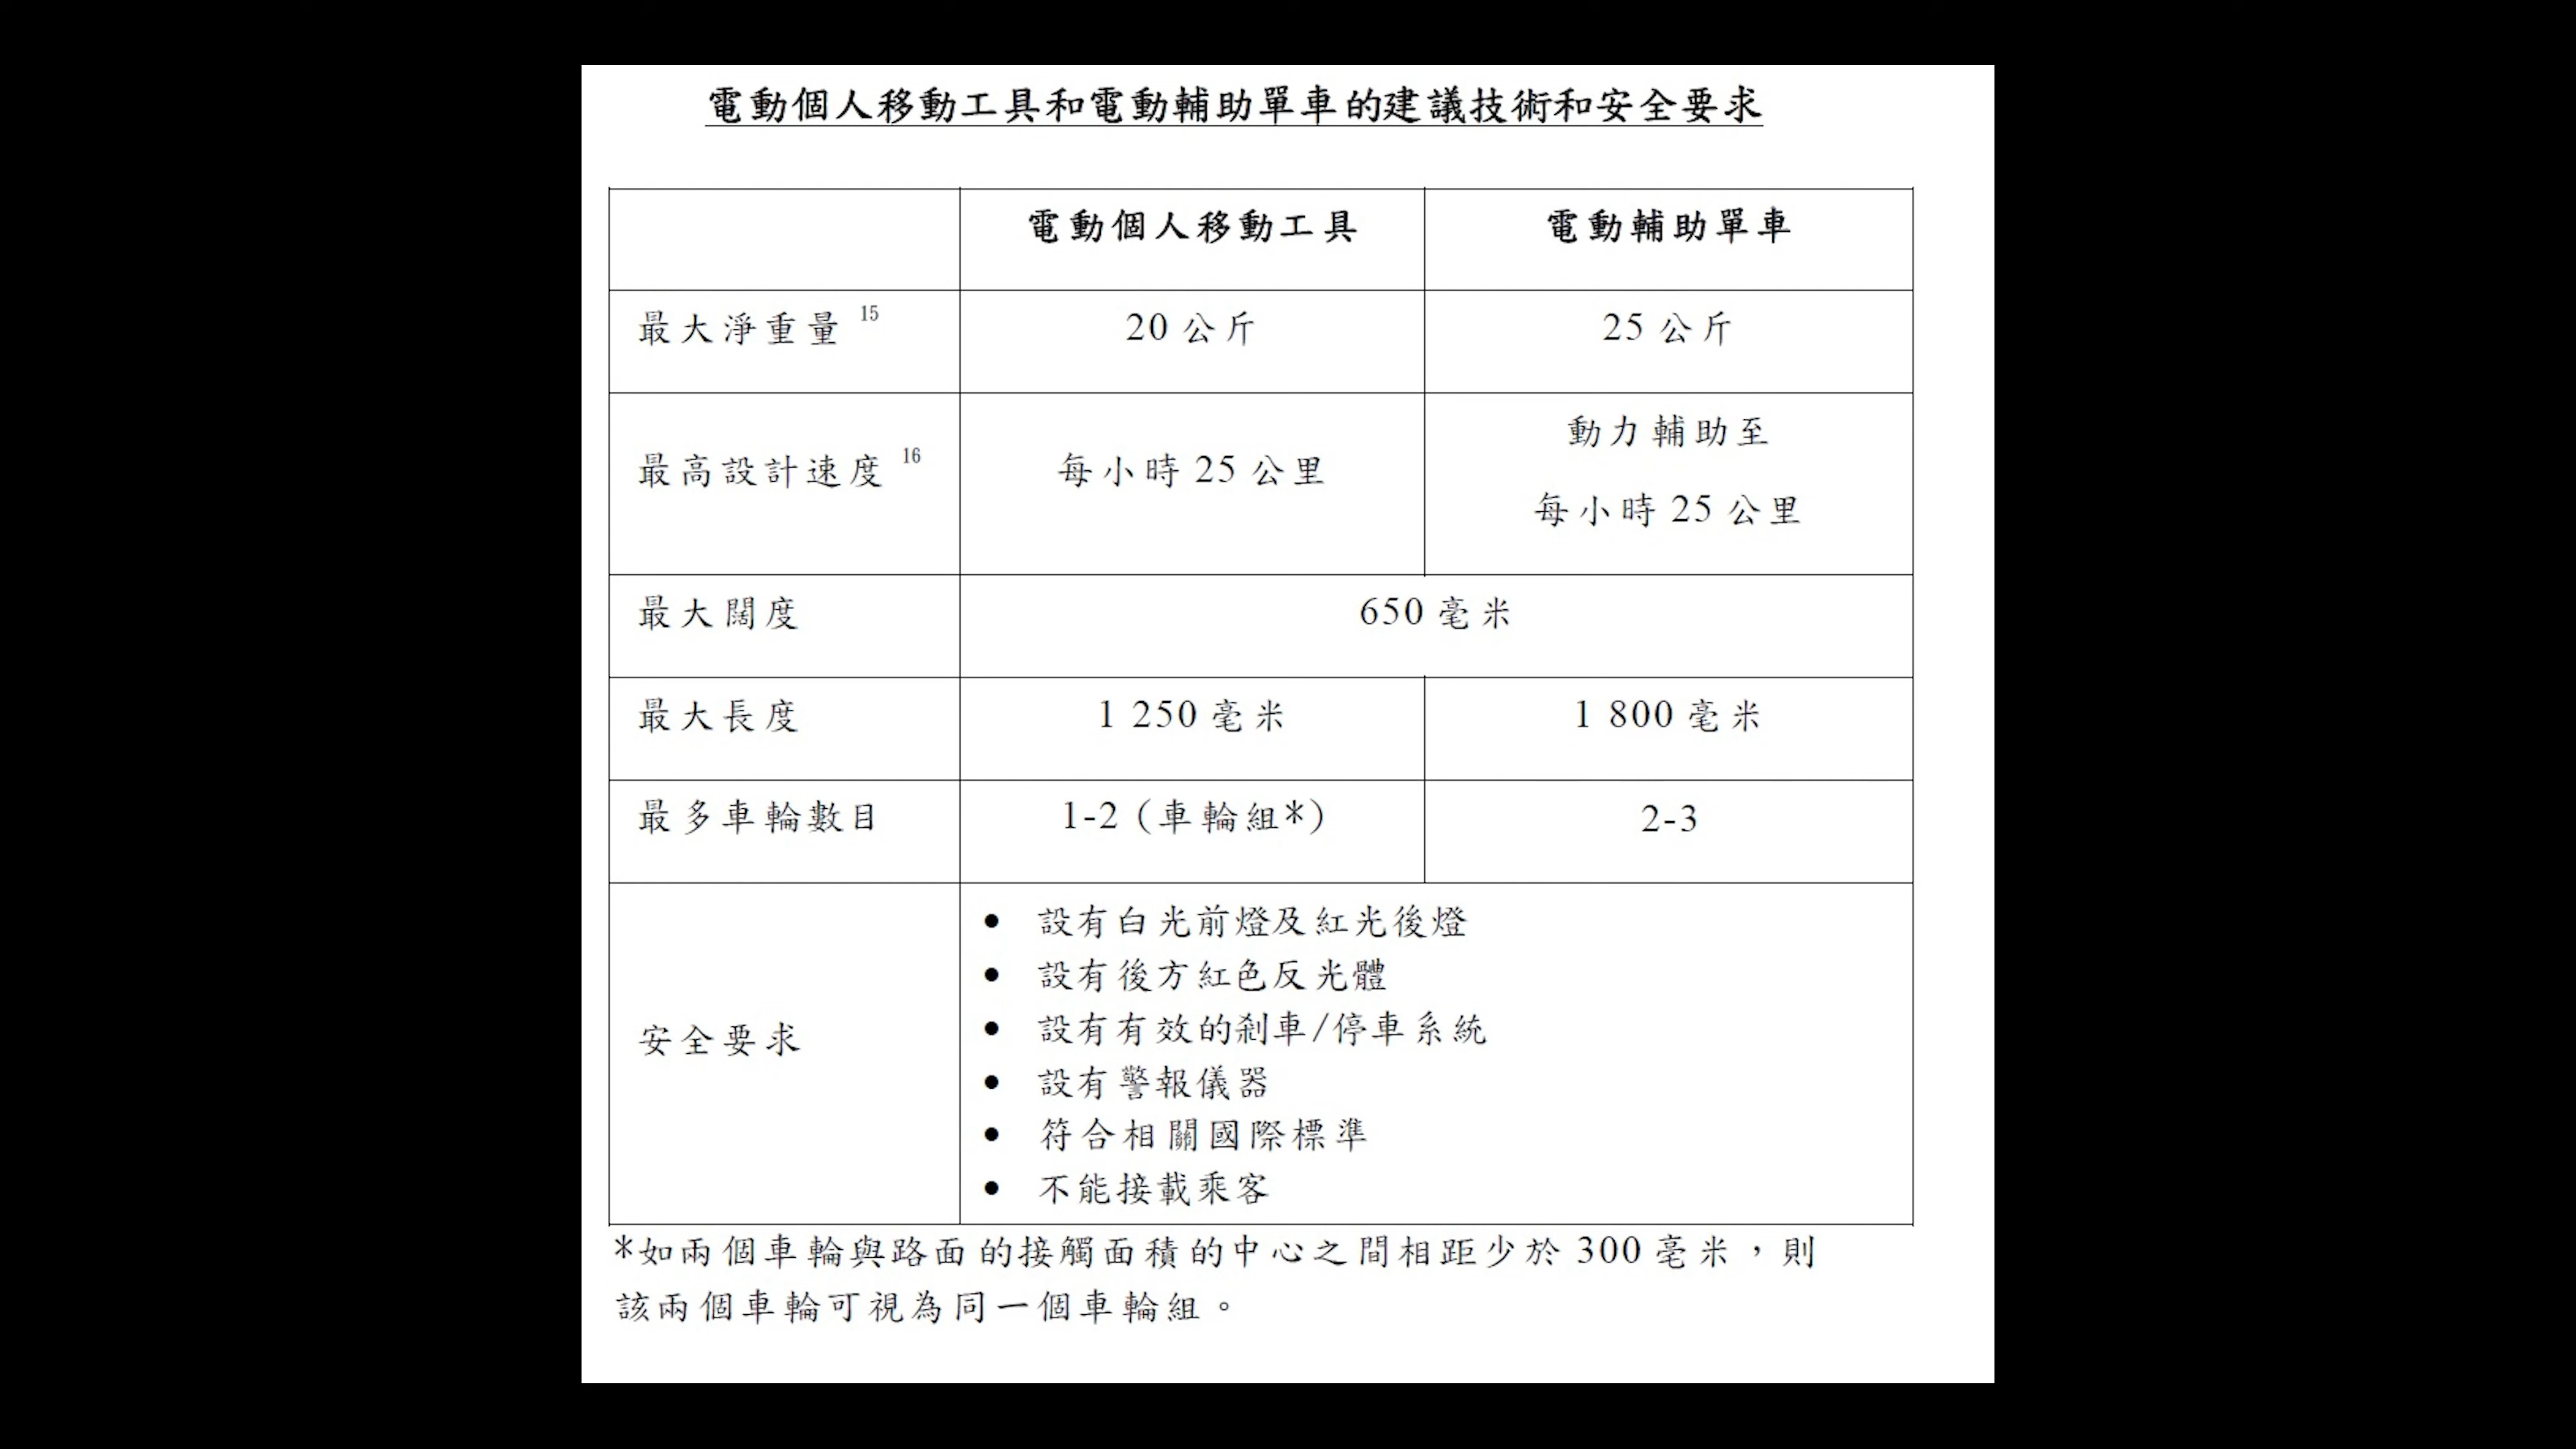 電動個人移動工具和電動輔助單車的建議技術和安全要求
電動個人移動工具 電動輔助單車
最大淨重量 15 20 公斤 25 公斤
最高設計速度 16 每小時 25 公里 動力輔助至
每小時 25 公里
最大闊度 650 毫米
最大長度 1 250 毫米 1 800 毫米
最多車輪數目 1-2 (車輪組*) 2-3
安全要求
• 設有白光前燈及紅光後燈
• 設有後方紅色反光體
• 設有有效的剎車/停車系統
• 設有警報儀器
• 符合相關國際標準
• 不能接載乘客
*如兩個車輪與路面的接觸面積的中心之間相距少於 300 毫米，則
該兩個車輪可視為同一個車輪組。